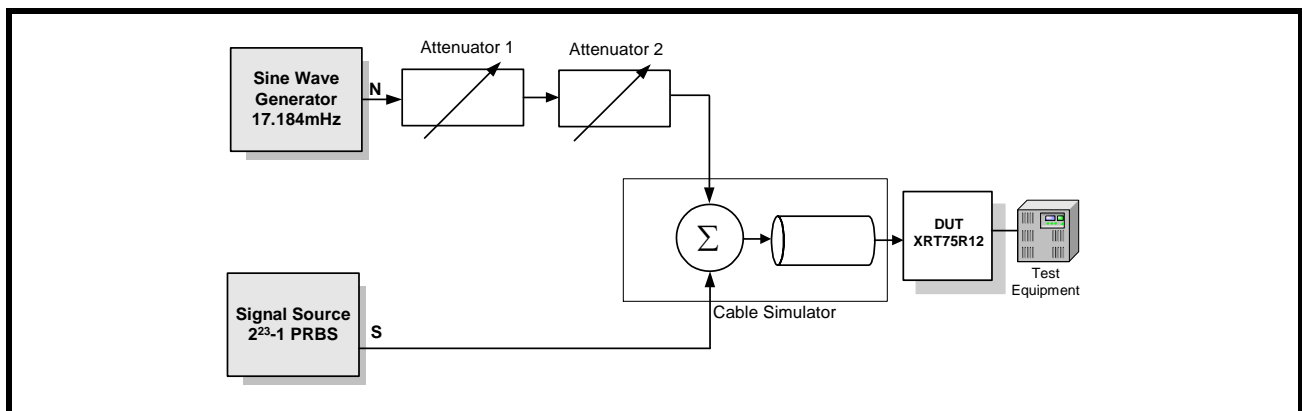 Attenuator 1
Attenuator 2
Sine Wave
Generator
17.184mHz
N
Σ
DUT
XRT75R12
Test
Equipment
Cable Simulator
Signal Source
2²³-1 PRBS
S